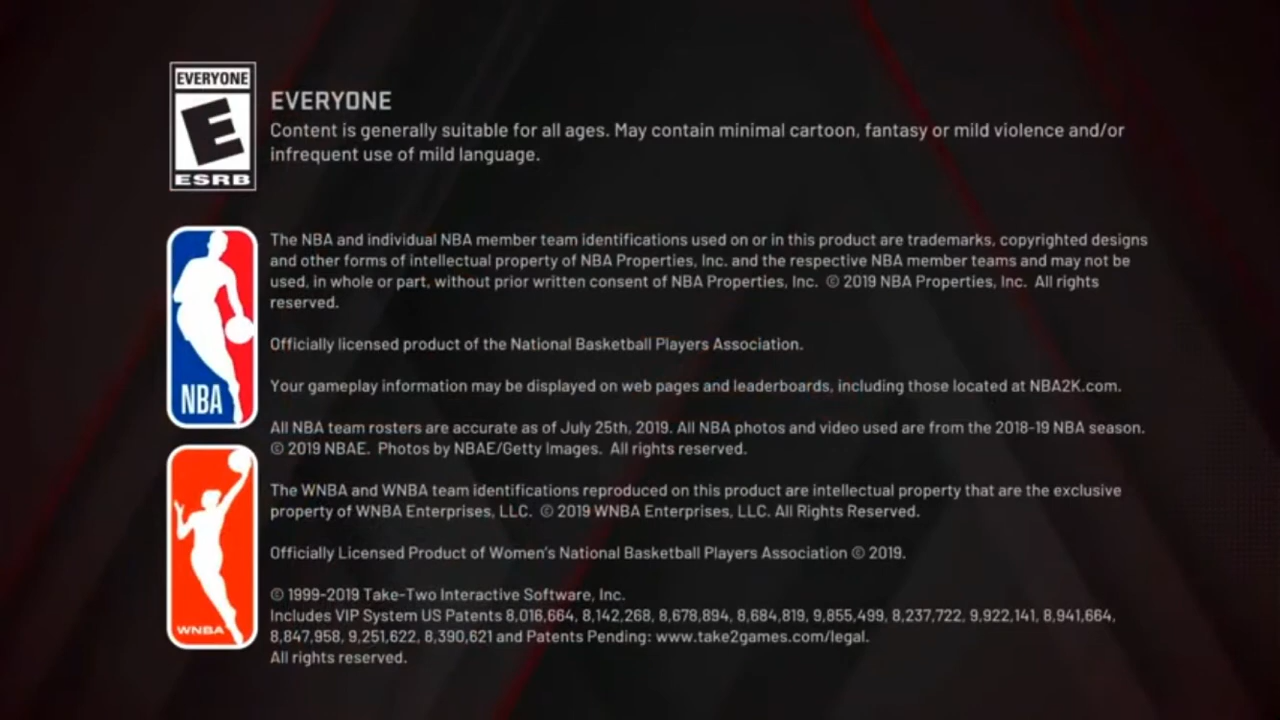 EVERYONE
E
ESRB
EVERYONE
Content is generally suitable for all ages. May contain minimal cartoon, fantasy or mild violence and/or
infrequent use of mild language.
The NBA and individual NBA member team identifications used on or in this product are trademarks, copyrighted designs
and other forms of intellectual property of NBA Properties, Inc. and the respective NBA member teams and may not be
used, in whole or part, without prior written consent of NBA Properties, Inc. © 2019 NBA Properties, Inc. All rights
reserved.
Officially licensed product of the National Basketball Players Association.
Your gameplay information may be displayed on web pages and leaderboards, including those located at NBA2K.com.
NBA
All NBA team rosters are accurate as of July 25th, 2019. All NBA photos and video used are from the 2018-19 NBA season.
© 2019 NBAE. Photos by NBAE/Getty Images. All rights reserved.
The WNBA and WNBA team identifications reproduced on this product are intellectual property that are the exclusive
property of WNBA Enterprises, LLC. © 2019 WNBA Enterprises, LLC. All Rights Reserved.
Officially Licensed Product of Women's National Basketball Players Association © 2019.
© 1999-2019 Take-Two Interactive Software, Inc.
Includes VIP System US Patents 8,016,664, 8,142,268, 8,678,894, 8,684,819, 9,855,499, 8,237,722, 9,922,141, 8,941,664,
8,847,958, 9,251,622, 8,390,621 and Patents Pending: www.take2games.com/legal.
All rights reserved.
WNBA